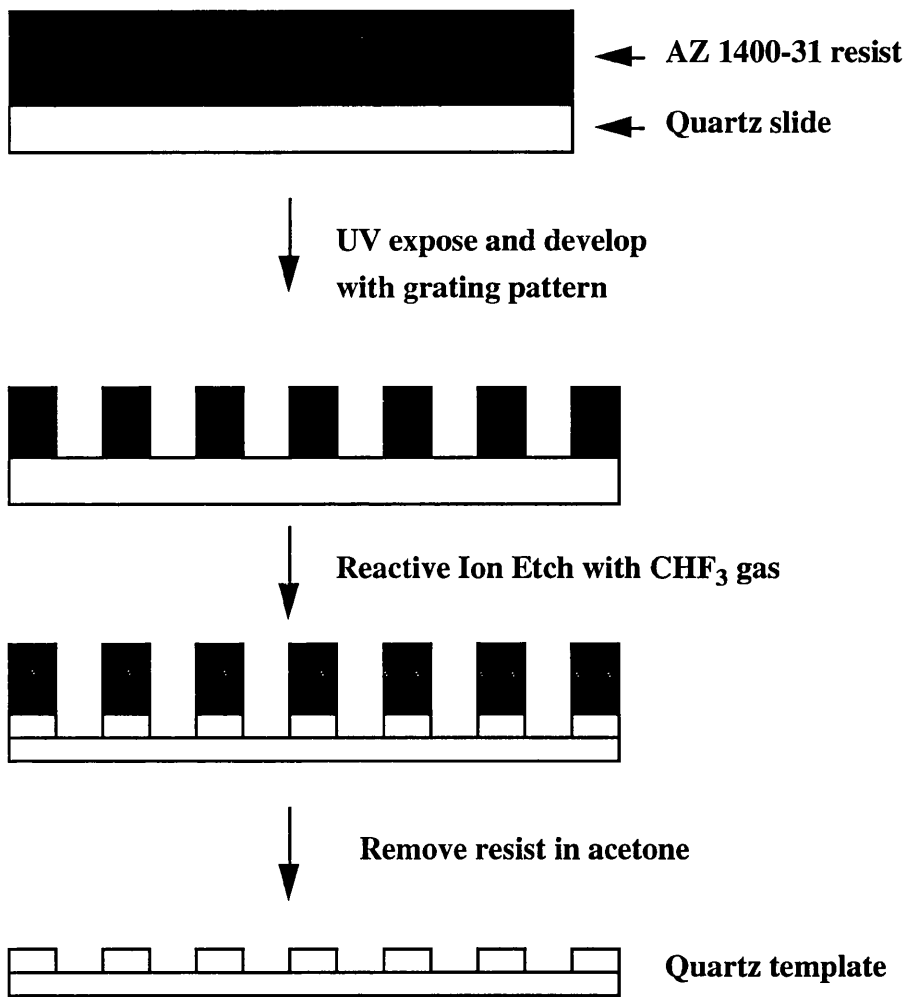 AZ 1400-31 resist
Quartz slide
UV expose and develop
with grating pattern
Reactive Ion Etch with CHF3 gas
Remove resist in acetone
Quartz template